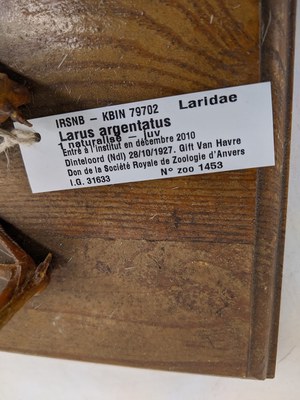 IRSNB – KBIN 79702 Laridae
Larus argentatus
1 naturalisé – juv
Entré à l'Institut en décembre 2010
Dinteloord (Ndl) 28/10/1927. Gift Van Havre
Don de la Société Royale de Zoologie d'Anvers
I.G. 31633 N° zoo 1453